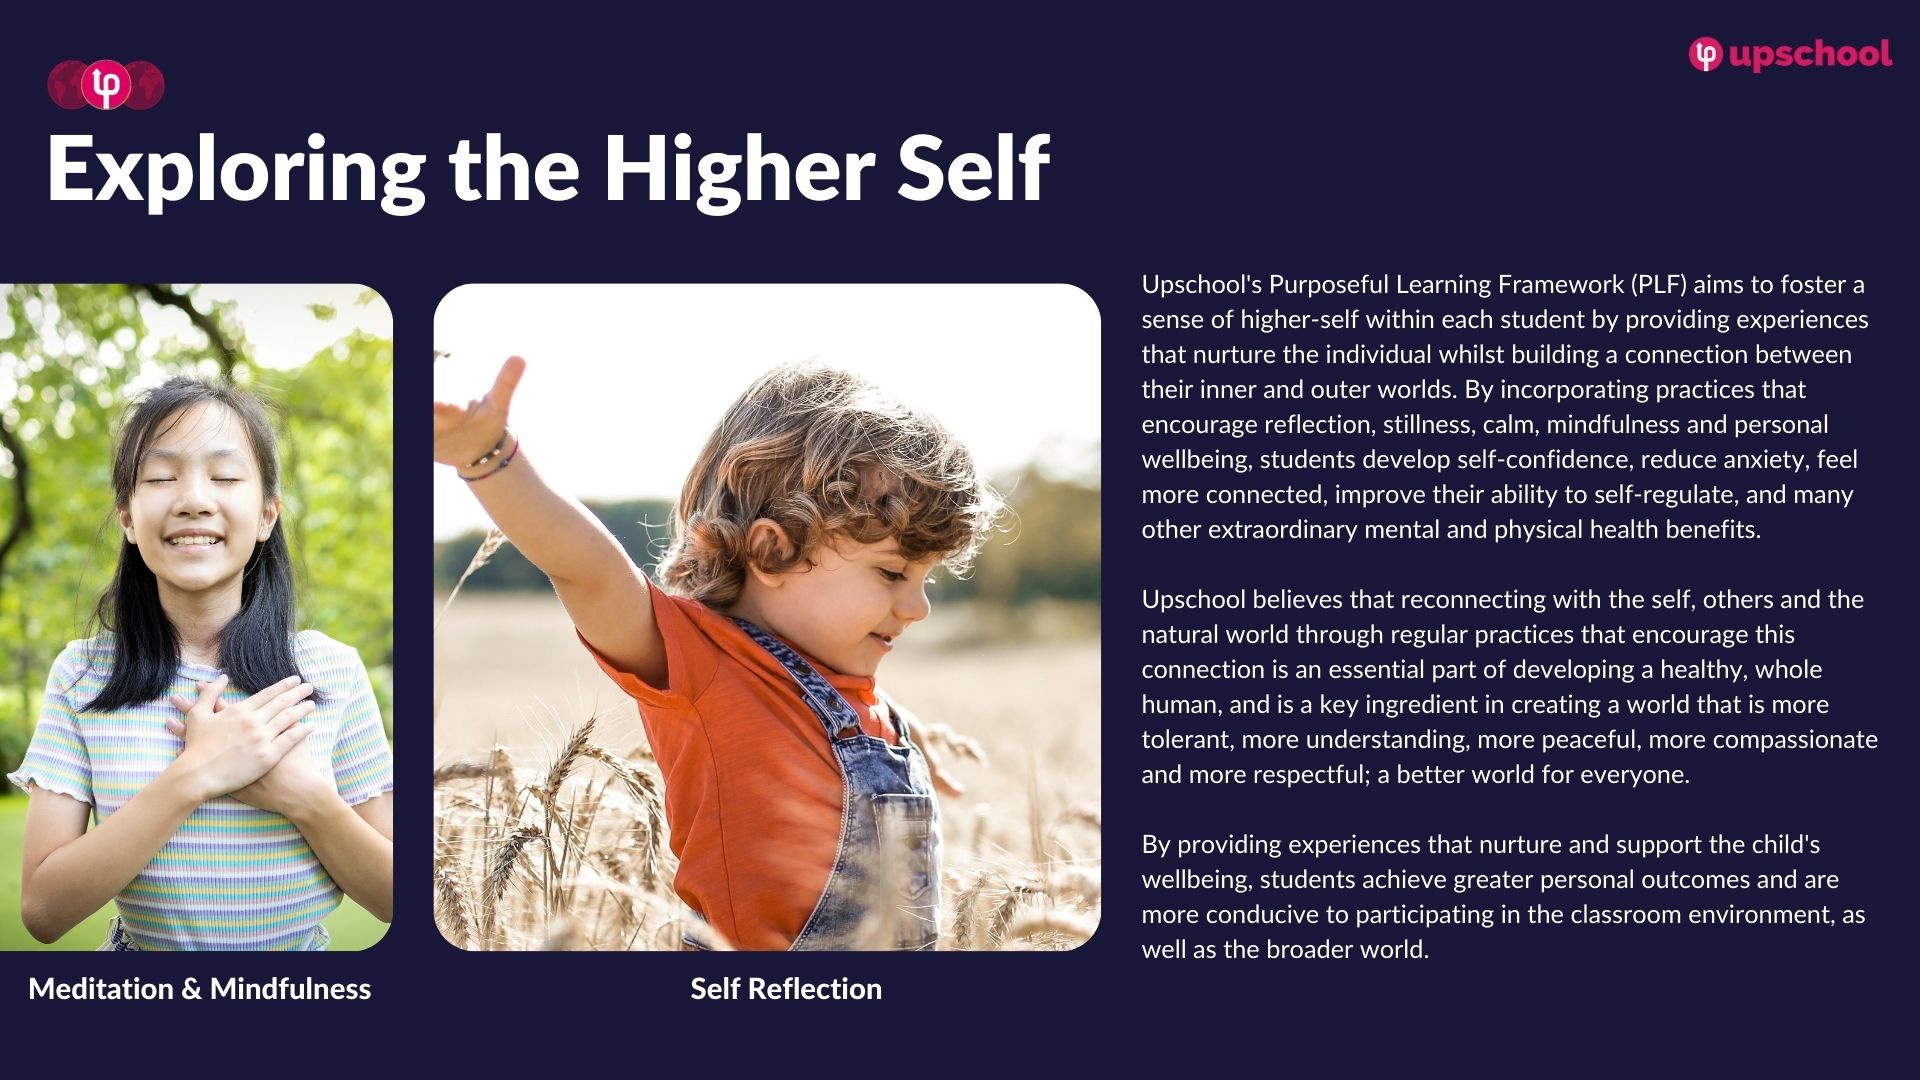 upschool
Exploring the Higher Self
Upschool's Purposeful Learning Framework (PLF) aims to foster a
sense of higher-self within each student by providing experiences
that nurture the individual whilst building a connection between
their inner and outer worlds. By incorporating practices that
encourage reflection, stillness, calm, mindfulness and personal
wellbeing, students develop self-confidence, reduce anxiety, feel
more connected, improve their ability to self-regulate, and many
other extraordinary mental and physical health benefits.
Upschool believes that reconnecting with the self, others and the
natural world through regular practices that encourage this
connection is an essential part of developing a healthy, whole
human, and is a key ingredient in creating a world that is more
tolerant, more understanding, more peaceful, more compassionate
and more respectful; a better world for everyone.
By providing experiences that nurture and support the child's
wellbeing, students achieve greater personal outcomes and are
more conducive to participating in the classroom environment, as
well as the broader world.
Meditation & Mindfulness
Self Reflection